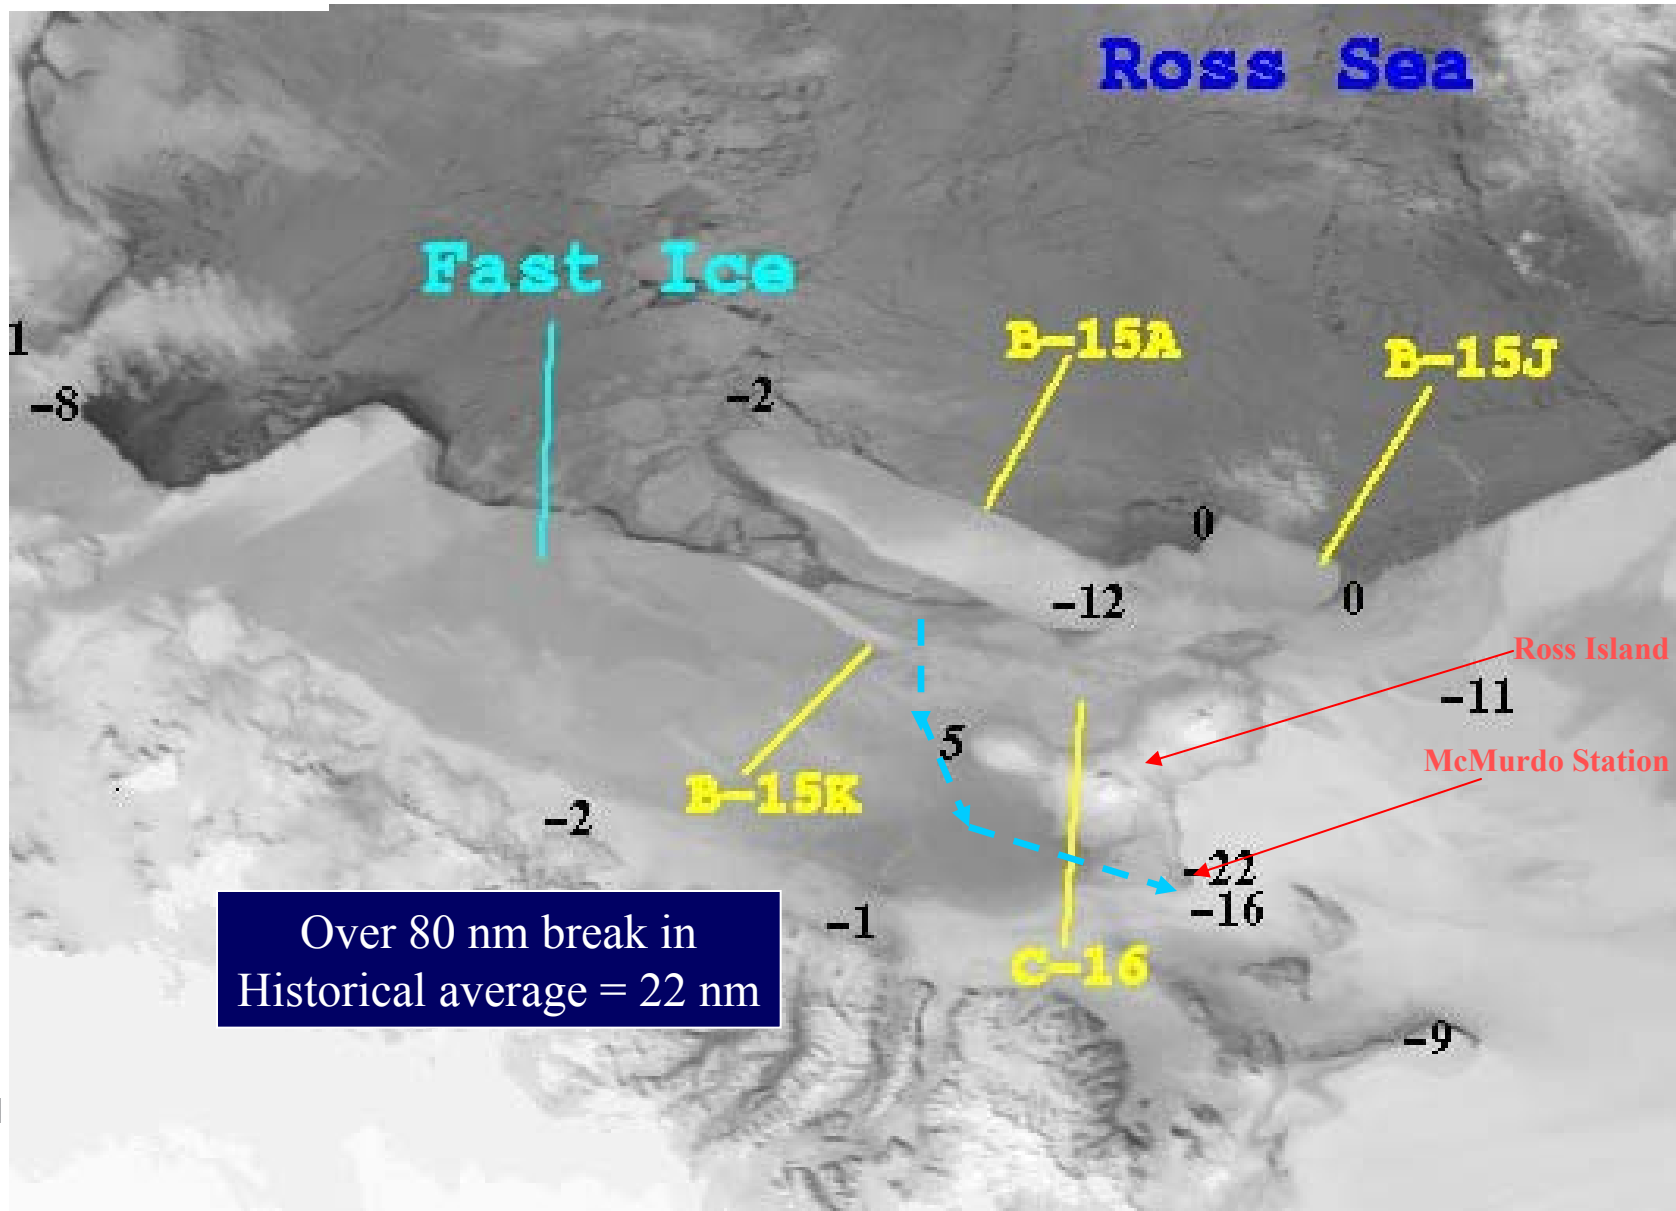 Ross Sea
Fast Ice
B-15A
B-15J
1
-8
-2
0
-12
0
Ross Island
-11
5
McMurdo Station
B-15K
-2
-22
-16
-1
Over 80 nm break in
Historical average = 22 nm
C-16
-9